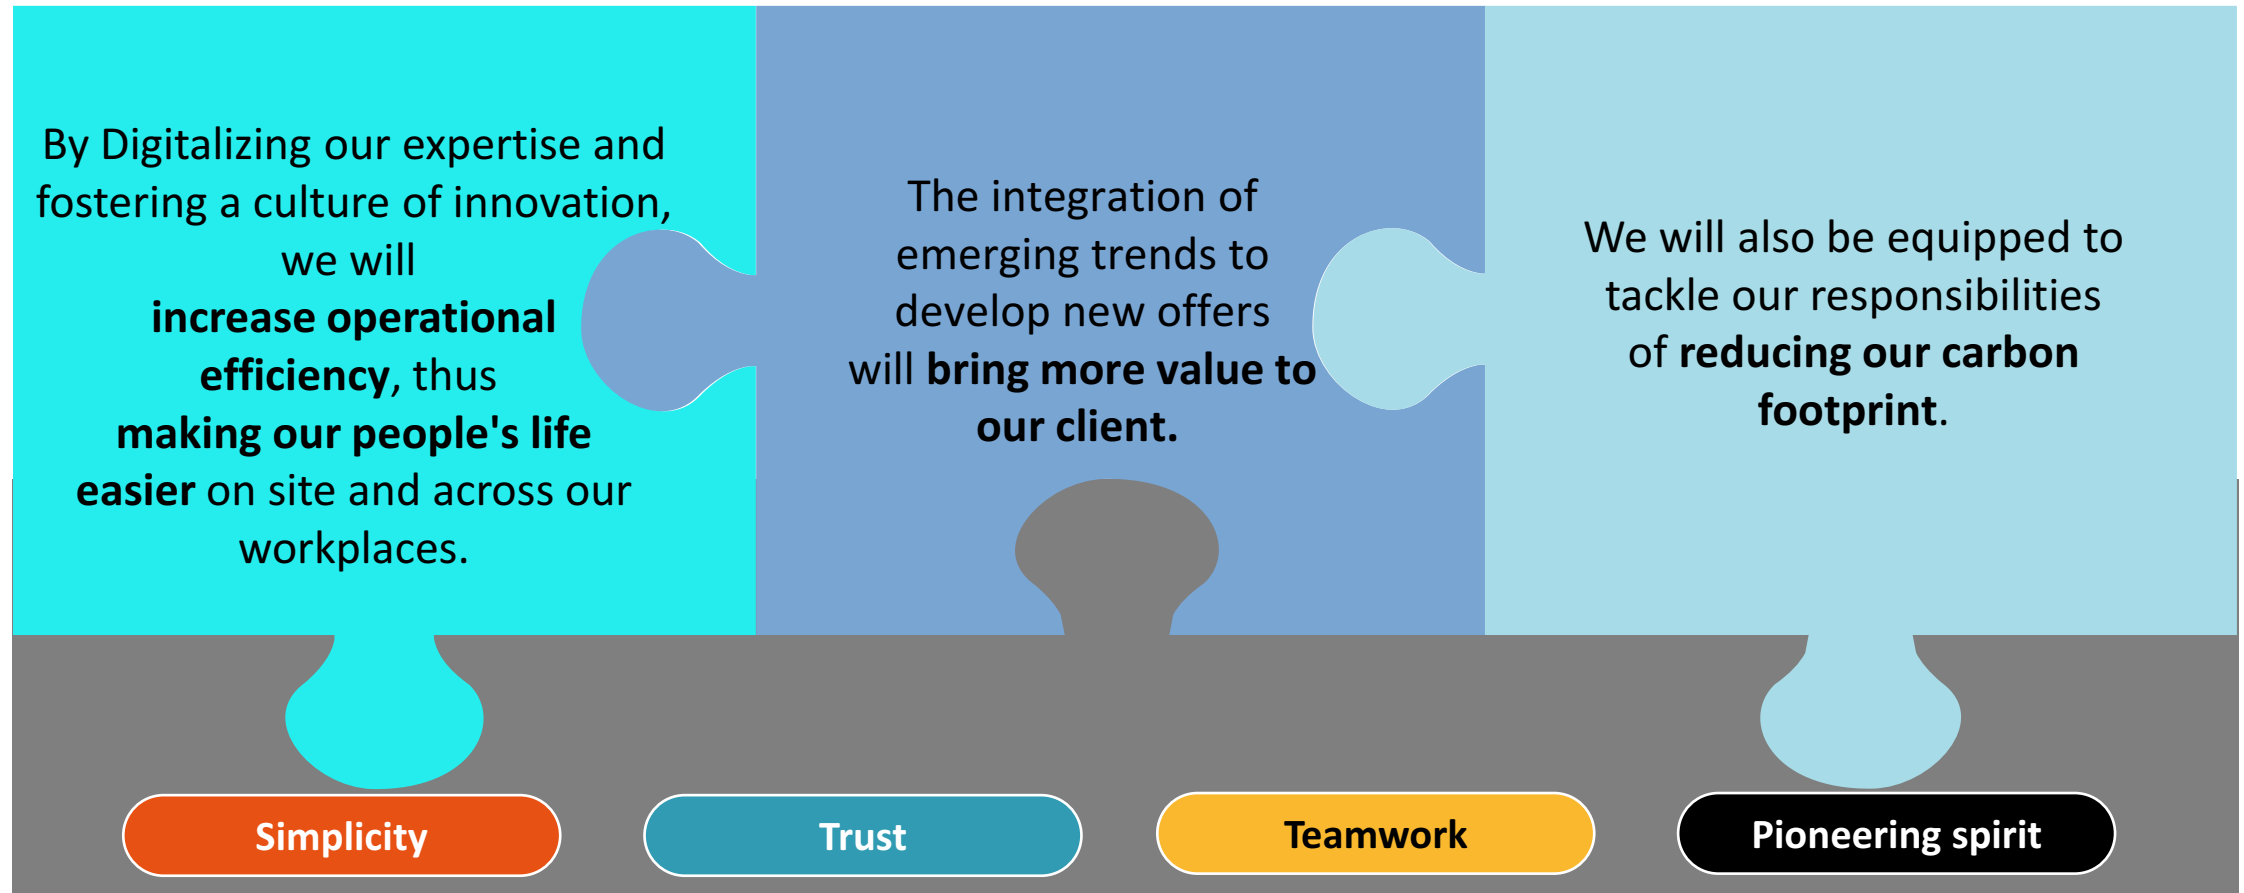 By Digitalizing our expertise and
fostering a culture of innovation,
we will
increase operational
efficiency, thus
making our people's life
easier on site and across our
workplaces.
The integration of
emerging trends to
develop new offers
will bring more value to
our client.
We will also be equipped to
tackle our responsibilities
of reducing our carbon
footprint.
Simplicity
Trust
Teamwork
Pioneering spirit